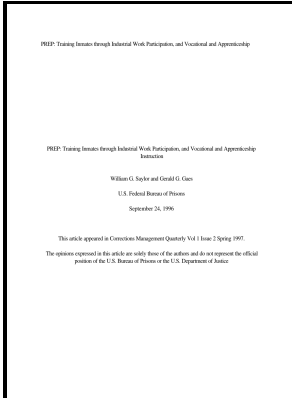 PREP: Training Inmates through Industrial Work Participation, and Vocational and Apprenticeship
PREP: Training Inmates through Industrial Work Participation, and Vocational and Apprenticeship
Instruction
William G. Saylor and Gerald G. Gaes
U.S. Federal Bureau of Prisons
September 24, 1996
This article appeared in Corrections Management Quarterly Vol 1 Issue 2 Spring 1997.
The opinions expressed in this article are solely those of the authors and do not represent the official
position of the U.S. Bureau of Prisons or the U.S. Department of Justice